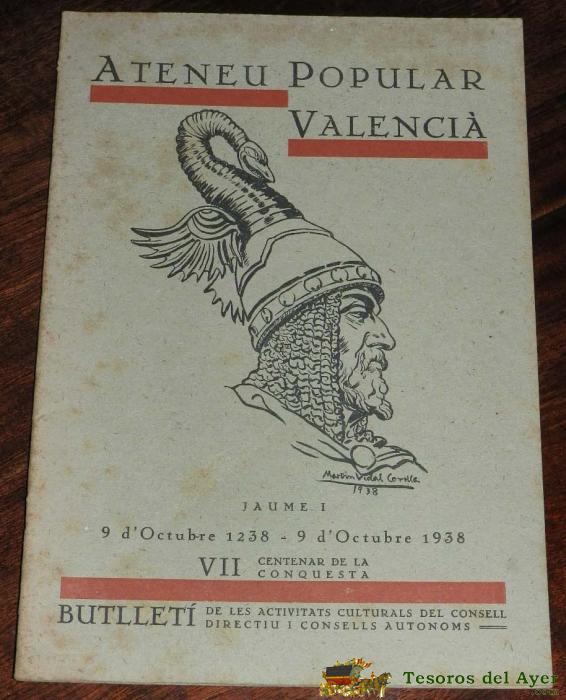 ATENEU POPULAR
VALENCIÀ
Martin Vidal Corella
1938
JAUME I
9 d'Octubre 1238 - 9 d'Octubre 1938
VII CENTENAR DE LA
CONQUESTA
BUTLLETÍ DE LES ACTIVITATS CULTURALS DEL CONSELL
DIRECTIU I CONSELLS AUTONOMS
Tesoros del Ayer